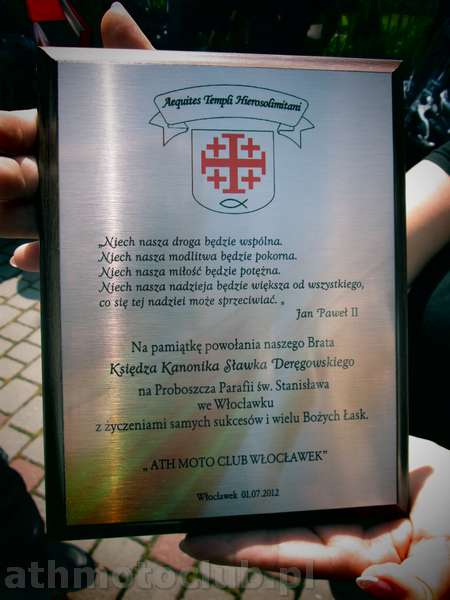 Aequites Templi Hierosolimitani
„Niech nasza droga będzie wspólna.
Niech nasza modlitwa będzie pokorna.
Niech nasza miłość będzie potężna.
Niech nasza nadzieja będzie większa od wszystkiego,
co się tej nadziei może sprzeciwiać. „
Jan Paweł II
Na pamiątkę powołania naszego Brata
Księdza Kanonika Sławka Deręgowskiego
na Proboszcza Parafii św. Stanisława
we Włocławku
z życzeniami samych sukcesów i wielu Bożych Łask.
„ ATH MOTO CLUB WŁOCŁAWEK”
Włocławek 01.07.2012
athmotoclub.pl